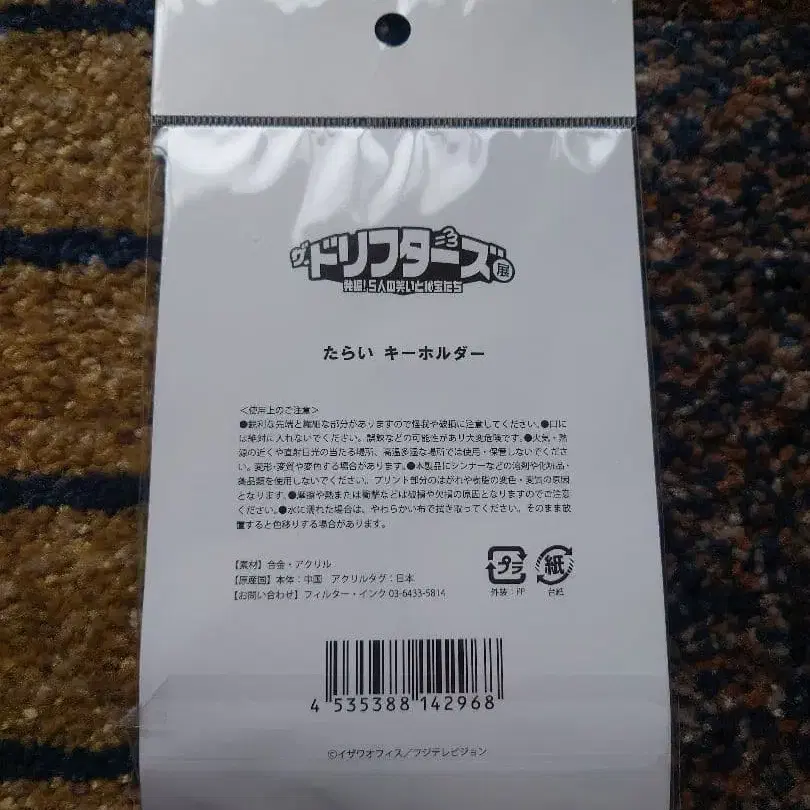 ザ・ドリフターズ展
発掘!5人の笑いと秘宝たち
たらい キーホルダー
<使用上のご注意>
●鋭利な先端と繊細な部分がありますので怪我や破損に注意してください。●口に
は絶対に入れないでください。誤飲などの可能性があり大変危険です。●火気・熱
源の近くや直射日光の当たる場所、高温多湿な場所では使用・保管しないでくださ
い。変形・変質や変色する場合があります。●本製品にシンナーなどの溶剤や化粧品・
薬品類を使用しないでください。プリント部分のはがれや樹脂の変色・変質の原因
となります。●摩擦や熱または衝撃などは破損や欠損の原因となりますのでご注意
ください。●水に濡れた場合は、やわらかい布で拭き取ってください。そのまま放
置すると色移りする場合があります。
【素材】合金・アクリル
【原産国】本体:中国 アクリルタグ:日本
【お問い合わせ】フィルター・インク 03-6433-5814
プラ 紙
外装:PP 台紙
4 535388 142968
©イザワオフィス/フジテレビジョン